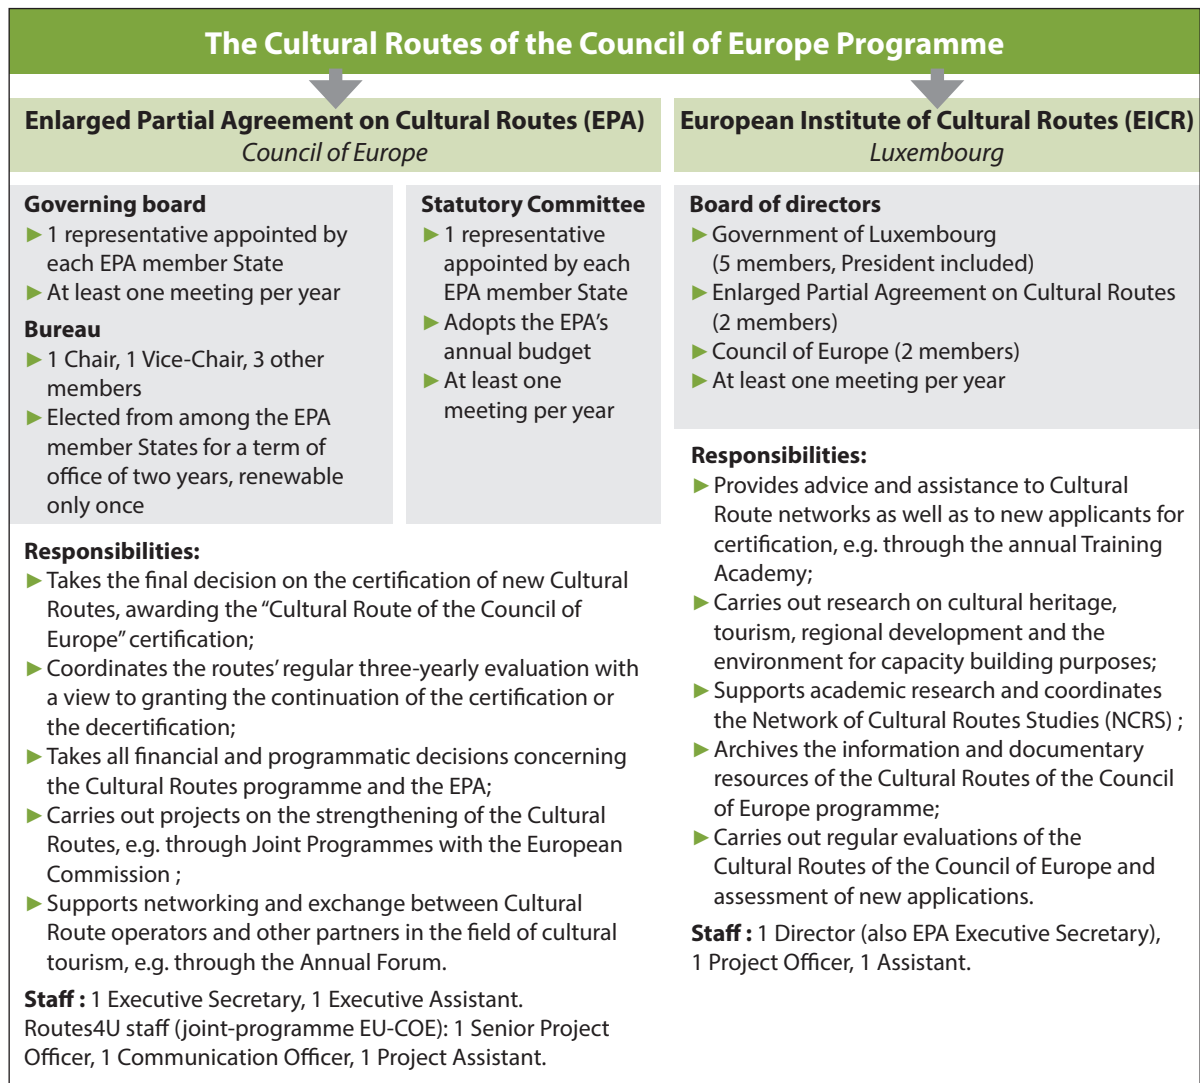 The Cultural Routes of the Council of Europe Programme
Enlarged Partial Agreement on Cultural Routes (EPA)
Council of Europe
Governing board
▶ 1 representative appointed by
each EPA member State
▶ At least one meeting per year
Bureau
▶ 1 Chair, 1 Vice-Chair, 3 other
members
▶ Elected from among the EPA
member States for a term of
office of two years, renewable
only once
Statutory Committee
▶ 1 representative
appointed by each
EPA member State
▶ Adopts the EPA's
annual budget
▶ At least one
meeting per year
Responsibilities:
▶ Takes the final decision on the certification of new Cultural
Routes, awarding the “Cultural Route of the Council of
Europe” certification;
▶ Coordinates the routes’ regular three-yearly evaluation with
a view to granting the continuation of the certification or
the decertification;
▶ Takes all financial and programmatic decisions concerning
the Cultural Routes programme and the EPA;
▶ Carries out projects on the strengthening of the Cultural
Routes, e.g. through Joint Programmes with the European
Commission ;
▶ Supports networking and exchange between Cultural
Route operators and other partners in the field of cultural
tourism, e.g. through the Annual Forum.
Staff : 1 Executive Secretary, 1 Executive Assistant.
Routes4U staff (joint-programme EU-COE): 1 Senior Project
Officer, 1 Communication Officer, 1 Project Assistant.
European Institute of Cultural Routes (EICR)
Luxembourg
Board of directors
▶ Government of Luxembourg
(5 members, President included)
▶ Enlarged Partial Agreement on Cultural Routes
(2 members)
▶ Council of Europe (2 members)
▶ At least one meeting per year
Responsibilities:
▶ Provides advice and assistance to Cultural
Route networks as well as to new applicants for
certification, e.g. through the annual Training
Academy;
▶ Carries out research on cultural heritage,
tourism, regional development and the
environment for capacity building purposes;
▶ Supports academic research and coordinates
the Network of Cultural Routes Studies (NCRS) ;
▶ Archives the information and documentary
resources of the Cultural Routes of the Council
of Europe programme;
▶ Carries out regular evaluations of the
Cultural Routes of the Council of Europe and
assessment of new applications.
Staff : 1 Director (also EPA Executive Secretary),
1 Project Officer, 1 Assistant.